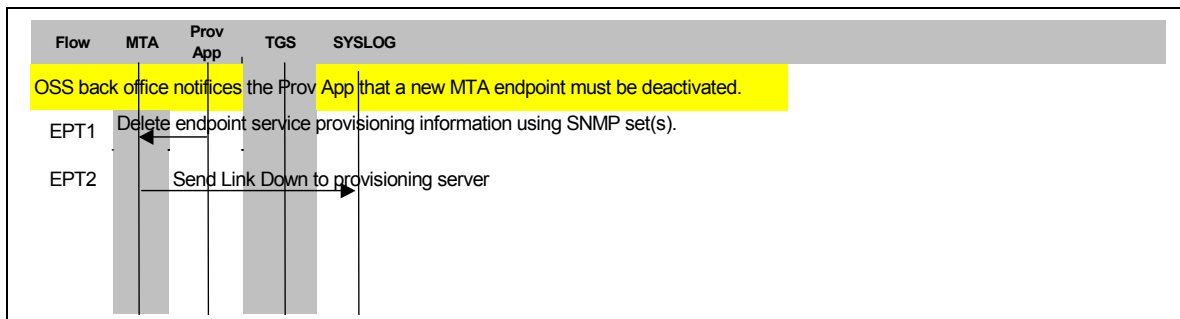 Flow MTA Prov App TGS SYSLOG
OSS back office notifices the Prov App that a new MTA endpoint must be deactivated.
EPT1 Delete endpoint service provisioning information using SNMP set(s).
EPT2 Send Link Down to provisioning server